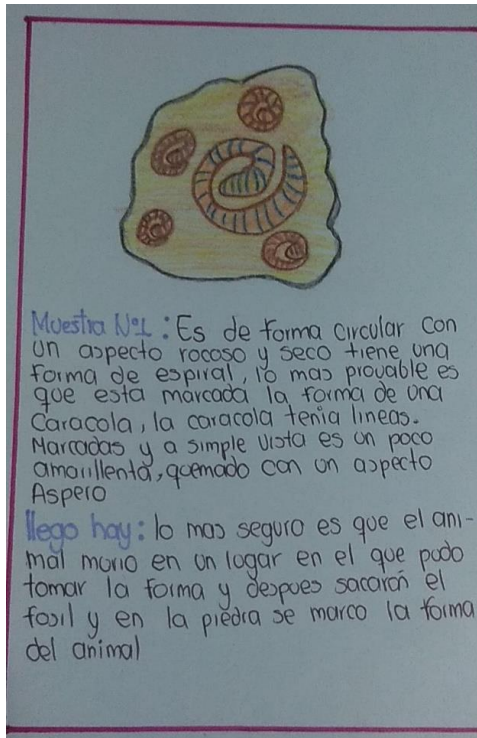 Muestra Nº1: Es de forma circular con
un aspecto rocoso y seco tiene una
forma de espiral, lo mas provable es
que esta marcada la forma de una
caracola, la caracola tenia lineas.
Marcadas y a simple vista es un poco
amarillenta, quemado con un aspecto
Aspero
llego hay: lo mas seguro es que el ani-
mal murio en un lugar en el que pudo
tomar la forma y despues sacaron el
fosil y en la piedra se marco la forma
del animal